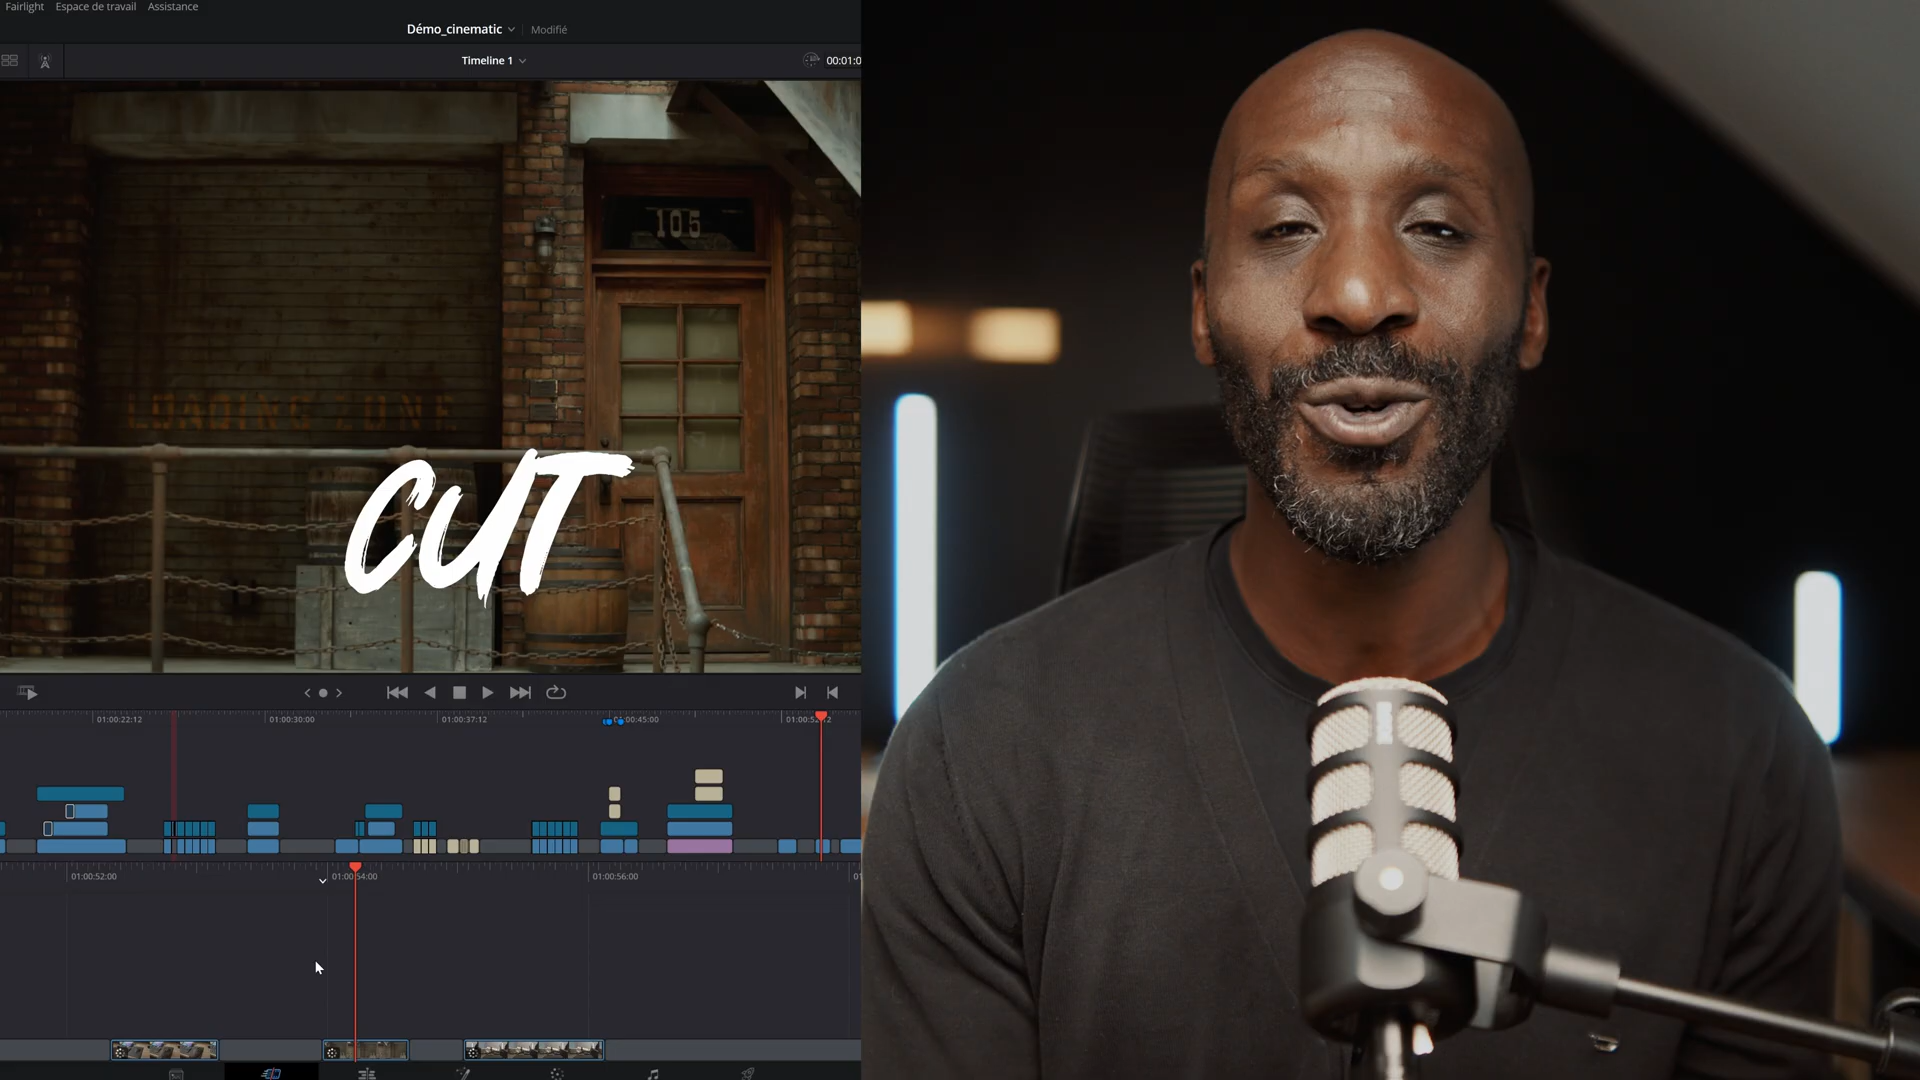 Fairlight Espace de travail Assistance
Démo_cinematic Modifié
Timeline 1
00:01:0
105
LOADING ZONE
CUT
01:00:22:12 01:00:30:00 01:00:37:12 01:00:45:00
01:00:52:00 01:00:54:00 01:00:56:00